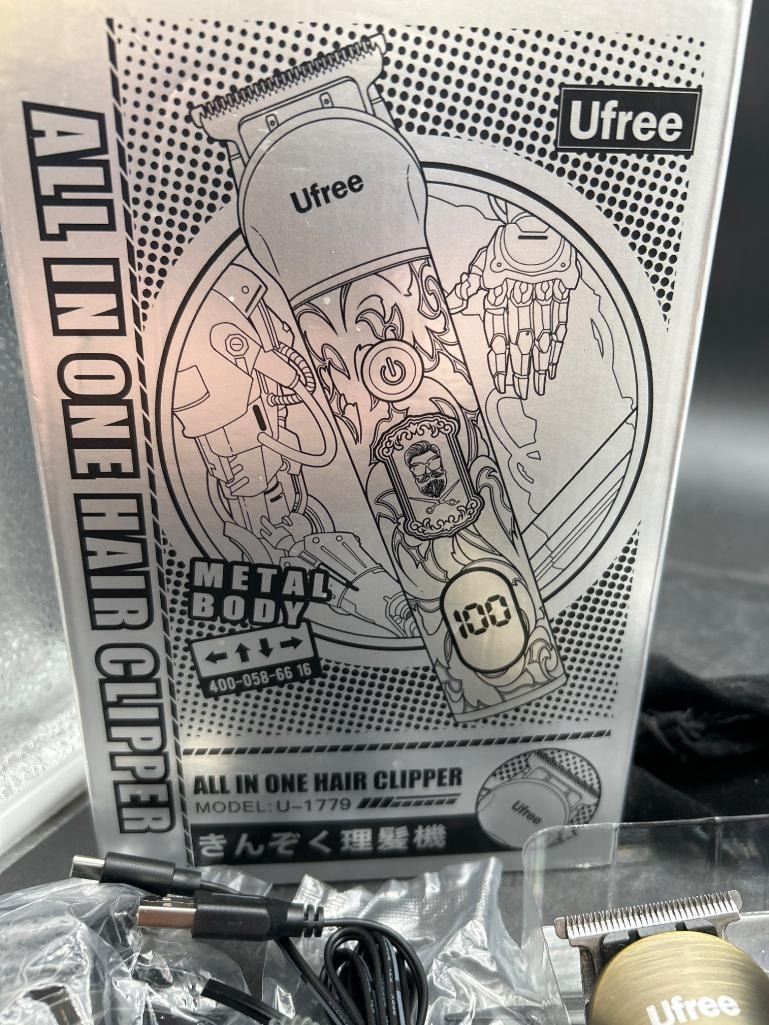 Ufree
Ufree
ALL IN ONE HAIR CLIPPER
100
METAL
BODY
400-058-66 16
ALL IN ONE HAIR CLIPPER
MODEL: U-1779
きんぞく理髪機
Ufree
Ufree